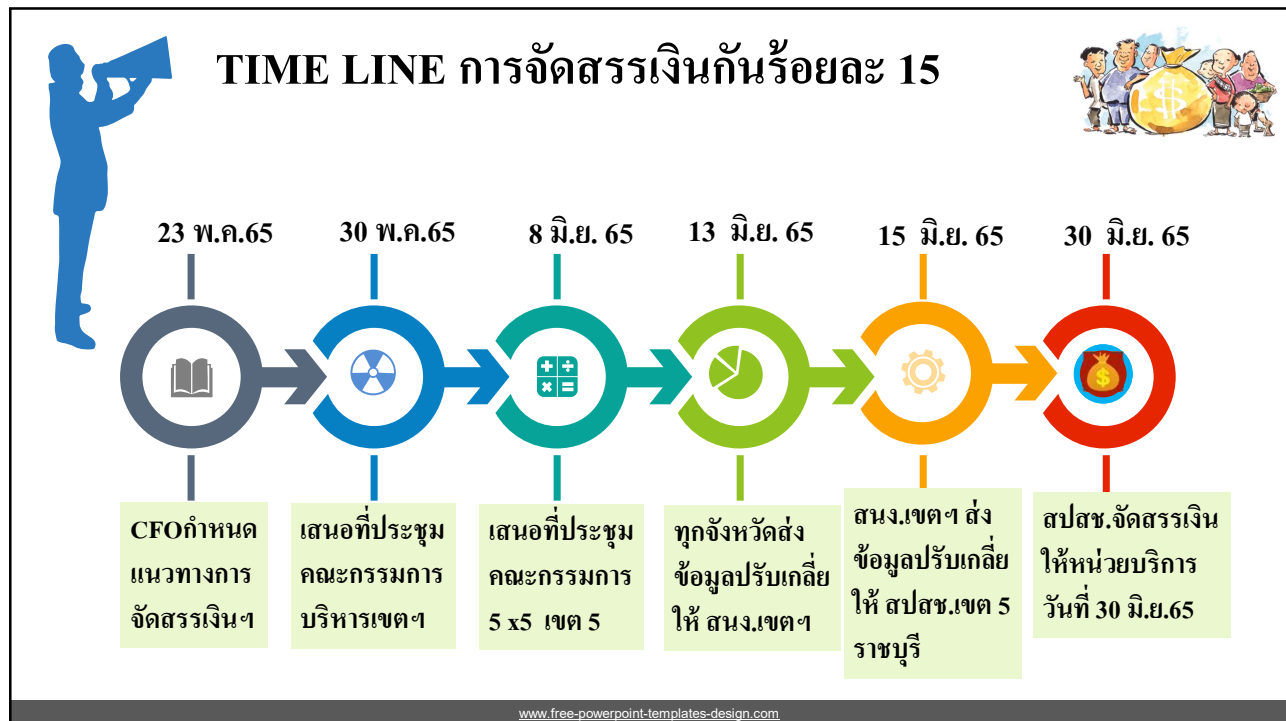 TIME LINE การจัดสรรเงินกันร้อยละ 15
23 พ.ค.65
30 พ.ค.65
8 มิ.ย. 65
13 มิ.ย. 65
15 มิ.ย. 65
30 มิ.ย. 65
CFOกำหนด
แนวทางการ
จัดสรรเงินฯ
เสนอที่ประชุม
คณะกรรมการ
บริหารเขตฯ
เสนอที่ประชุม
คณะกรรมการ
5 x5 เขต 5
ทุกจังหวัดส่ง
ข้อมูลปรับเกลี่ย
ให้ สนง.เขตฯ
สนง.เขตฯ ส่ง
ข้อมูลปรับเกลี่ย
ให้ สปสช.เขต 5
ราชบุรี
สปสช.จัดสรรเงิน
ให้หน่วยบริการ
วันที่ 30 มิ.ย.65
www.free-powerpoint-templates-design.com